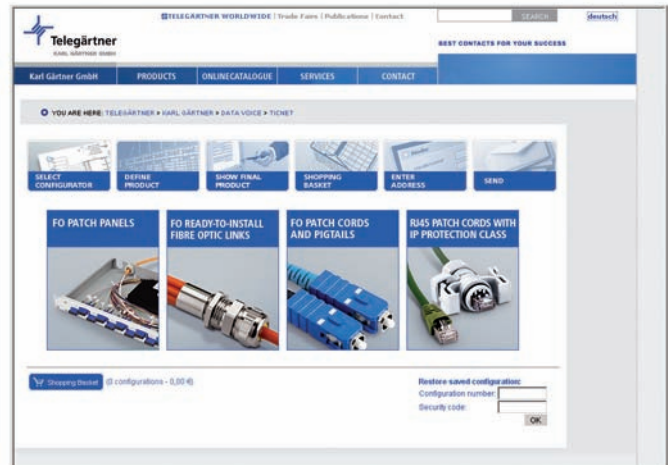 TELEGÄRTNER WORLDWIDE | Trade Fairs | Publications | Contact
SEARCH
deutsch
Telegärtner
KARL GÄRTNER GMBH
BEST CONTACTS FOR YOUR SUCCESS
Karl Gärtner GmbH
PRODUCTS
ONLINECATALOGUE
SERVICES
CONTACT
YOU ARE HERE: TELEGÄRTNER ▸ KARL GÄRTNER ▸ DATA VOICE ▸ TICNET
SELECT
CONFIGURATOR
DEFINE
PRODUCT
SHOW FINAL
PRODUCT
SHOPPING
BASKET
ENTER
ADDRESS
SEND
FO PATCH PANELS
FO READY-TO-INSTALL
FIBRE OPTIC LINKS
FO PATCH CORDS
AND PIGTAILS
RJ45 PATCH CORDS WITH
IP PROTECTION CLASS
Shopping Basket (0 configurations - 0,00 €)
Restore saved configuration:
Configuration number:
Security code:
OK